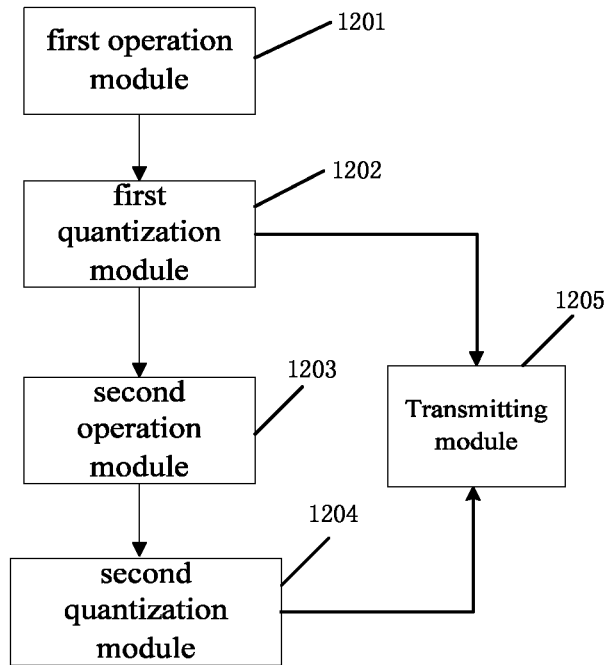 1201
first operation
module
1202
first
quantization
module
1205
1203
second
operation
module
Transmitting
module
1204
second
quantization
module